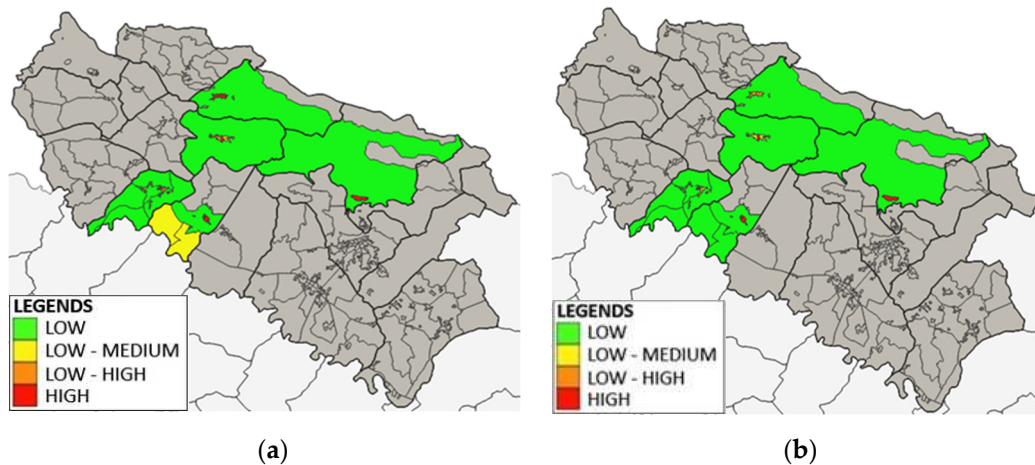 LEGENDS
LOW
LOW - MEDIUM
LOW - HIGH
HIGH
LEGENDS
LOW
LOW - MEDIUM
LOW - HIGH
HIGH
(a)
(b)